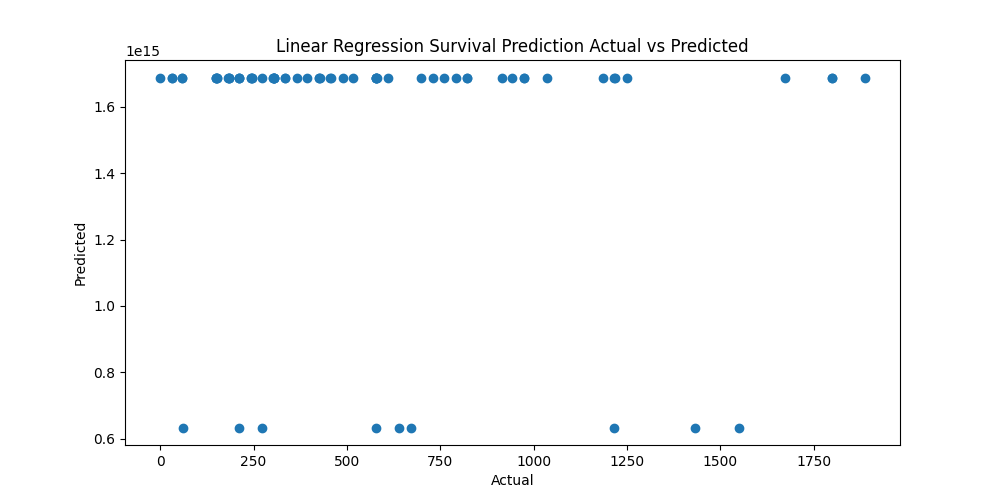 Linear Regression Survival Prediction Actual vs Predicted
1e15
1.6
1.4
1.2
1.0
0.8
0.6
Predicted
0 250 500 750 1000 1250 1500 1750
Actual